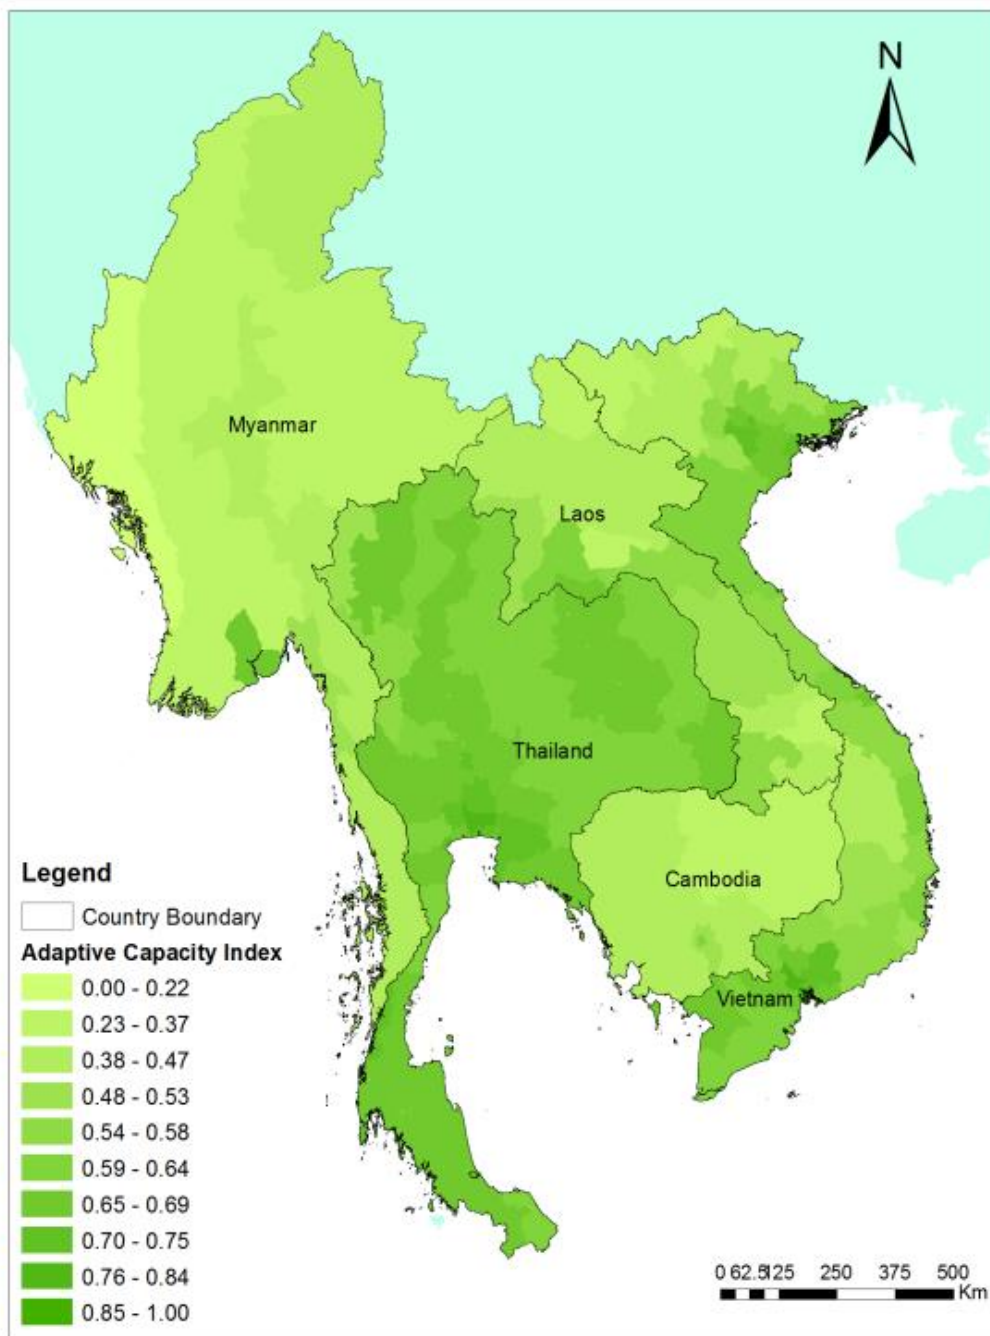 N
Myanmar
Laos
Thailand
Cambodia
Vietnam
Legend
Country Boundary
Adaptive Capacity Index
0.00 - 0.22
0.23 - 0.37
0.38 - 0.47
0.48 - 0.53
0.54 - 0.58
0.59 - 0.64
0.65 - 0.69
0.70 - 0.75
0.76 - 0.84
0.85 - 1.00
0 62.5 125 250 375 500
Km